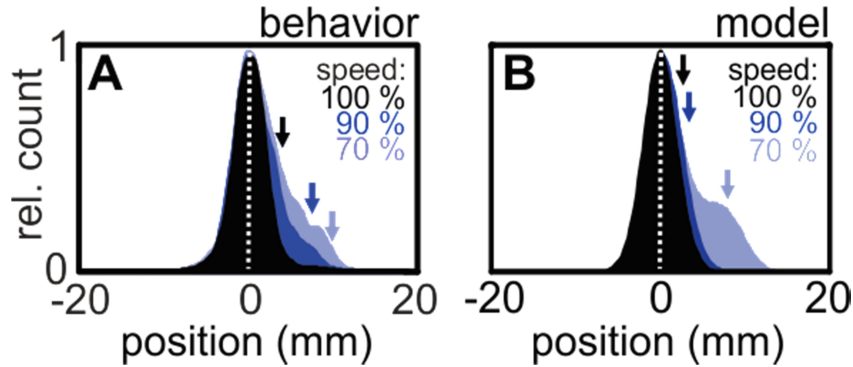 behavior
model
1
A
speed:
100 %
90 %
70 %
B
speed:
100 %
90 %
70 %
rel. count
0
-20
0
20
-20
0
20
position (mm)
position (mm)